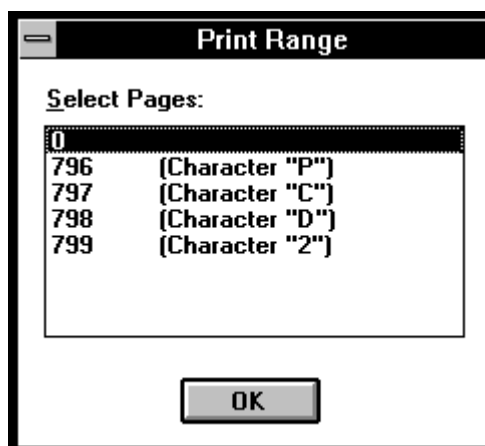 Print Range
Select Pages:
0
796 (Character "P")
797 (Character "C")
798 (Character "D")
799 (Character "2")
OK